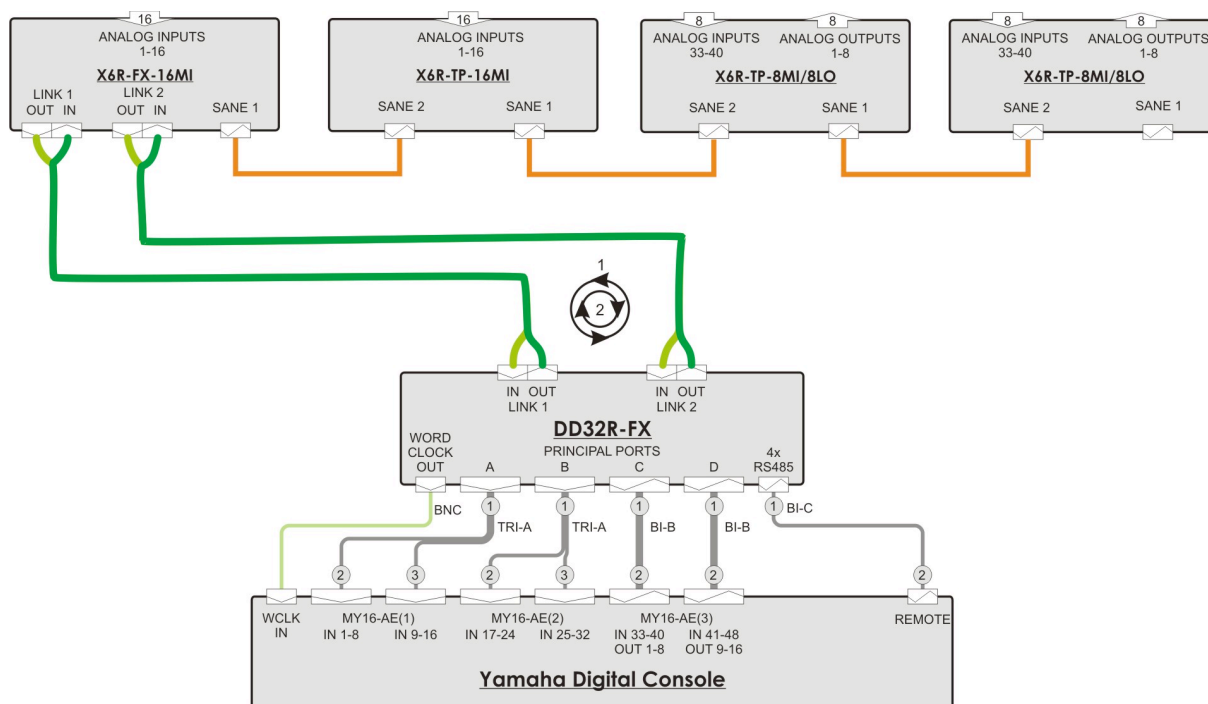 16
ANALOG INPUTS
1-16
X6R-FX-16MI
LINK 1
OUT IN
LINK 2
OUT IN
SANE 1
16
ANALOG INPUTS
1-16
X6R-TP-16MI
SANE 2
SANE 1
8
8
ANALOG INPUTS
33-40
ANALOG OUTPUTS
1-8
X6R-TP-8MI/8LO
SANE 2
SANE 1
8
8
ANALOG INPUTS
33-40
ANALOG OUTPUTS
1-8
X6R-TP-8MI/8LO
SANE 2
SANE 1
1
2
IN OUT
LINK 1
IN OUT
LINK 2
DD32R-FX
WORD
CLOCK
OUT
PRINCIPAL PORTS
A
B
C
D
4x
RS485
BNC
1
TRI-A
1
TRI-A
1
BI-B
1
BI-B
1
BI-C
2
3
2
3
2
2
2
WCLK
IN
MY16-AE(1)
IN 1-8
IN 9-16
MY16-AE(2)
IN 17-24
IN 25-32
MY16-AE(3)
IN 33-40
OUT 1-8
IN 41-48
OUT 9-16
REMOTE
Yamaha Digital Console